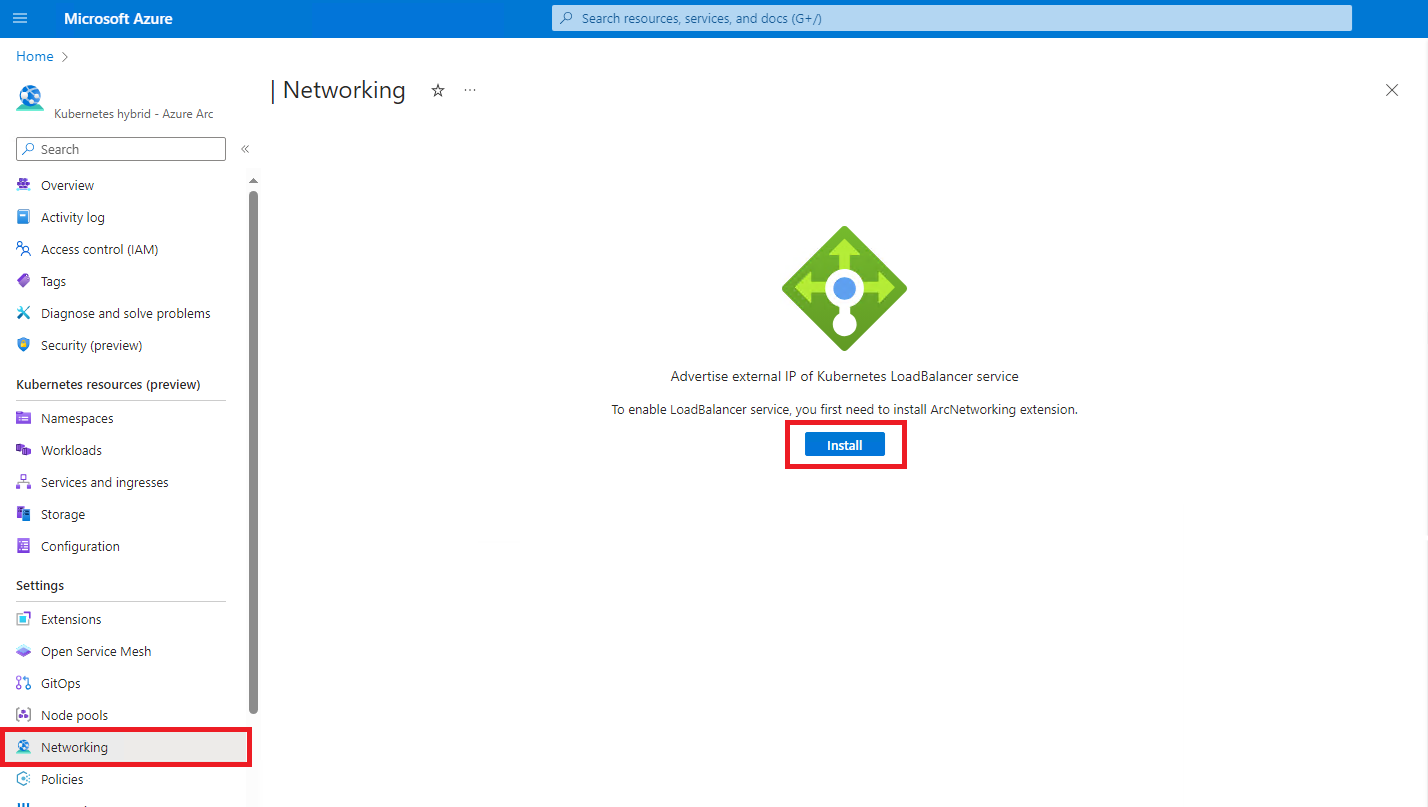 Microsoft Azure
Search resources, services, and docs (G+/)
Home
Kubernetes hybrid - Azure Arc
| Networking
Search
Overview
Activity log
Access control (IAM)
Tags
Diagnose and solve problems
Security (preview)
Kubernetes resources (preview)
Namespaces
Workloads
Services and ingresses
Storage
Configuration
Settings
Extensions
Open Service Mesh
GitOps
Node pools
Networking
Policies
Advertise external IP of Kubernetes LoadBalancer service
To enable LoadBalancer service, you first need to install ArcNetworking extension.
Install